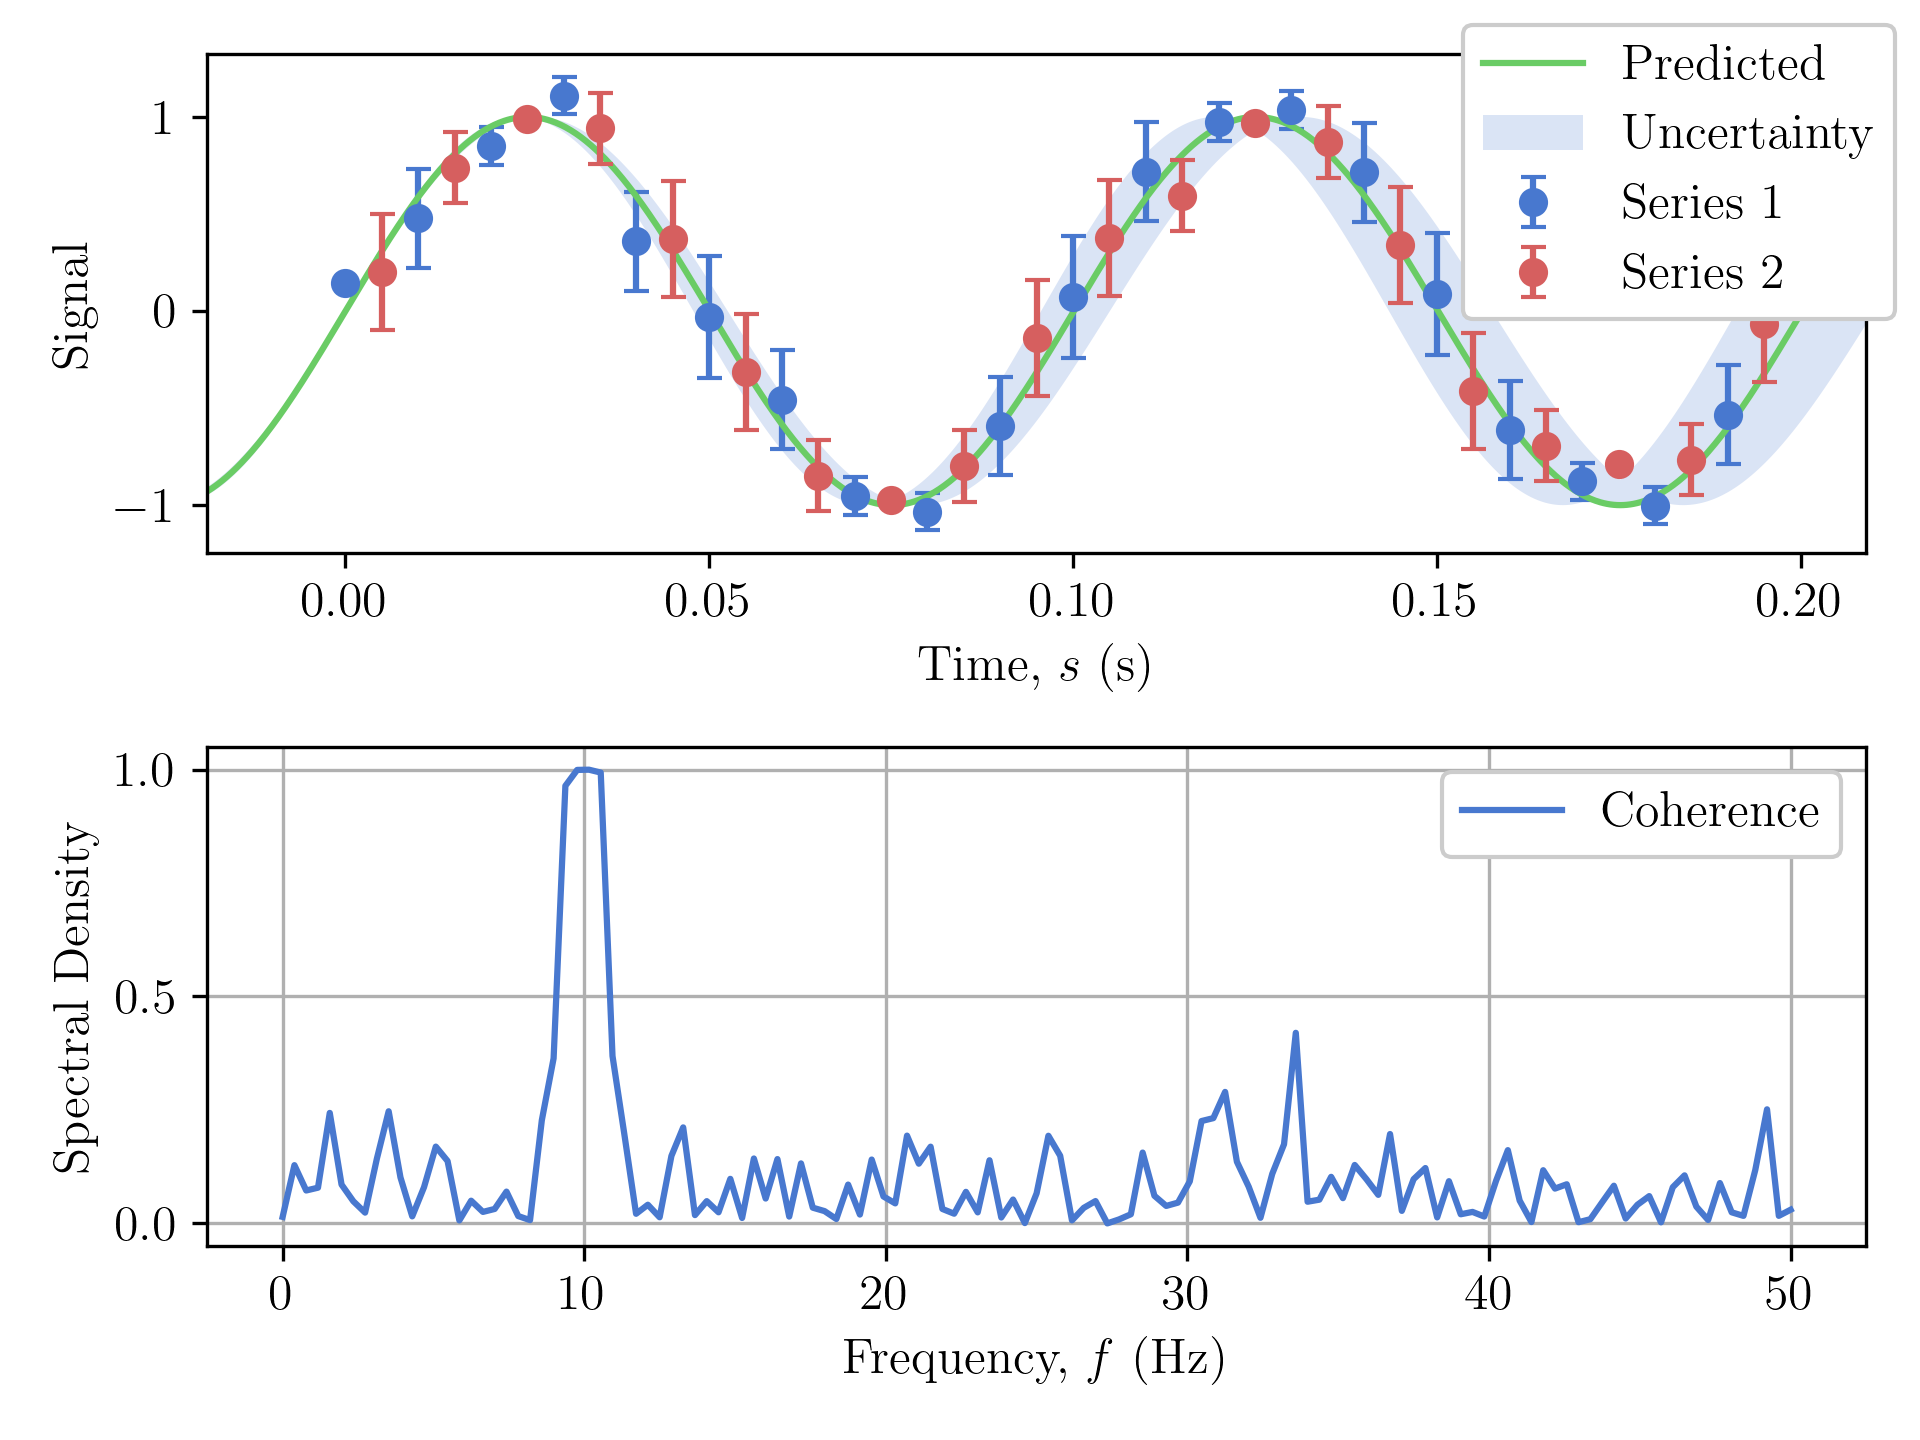 Predicted
Uncertainty
Series 1
Series 2
Signal
1
0
−1
0.00 0.05 0.10 0.15 0.20
Time, s (s)
Coherence
Spectral Density
1.0
0.5
0.0
0 10 20 30 40 50
Frequency, f (Hz)